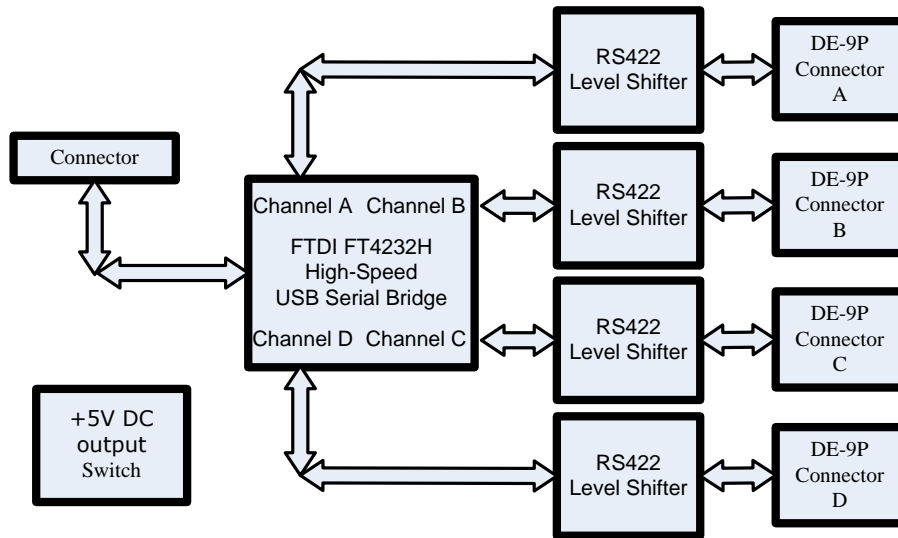 RS422
Level Shifter
DE-9P
Connector
A
Connector
RS422
Level Shifter
DE-9P
Connector
B
Channel A Channel B
FTDI FT4232H
High-Speed
USB Serial Bridge
Channel D Channel C
RS422
Level Shifter
DE-9P
Connector
C
+5V DC
output
Switch
RS422
Level Shifter
DE-9P
Connector
D